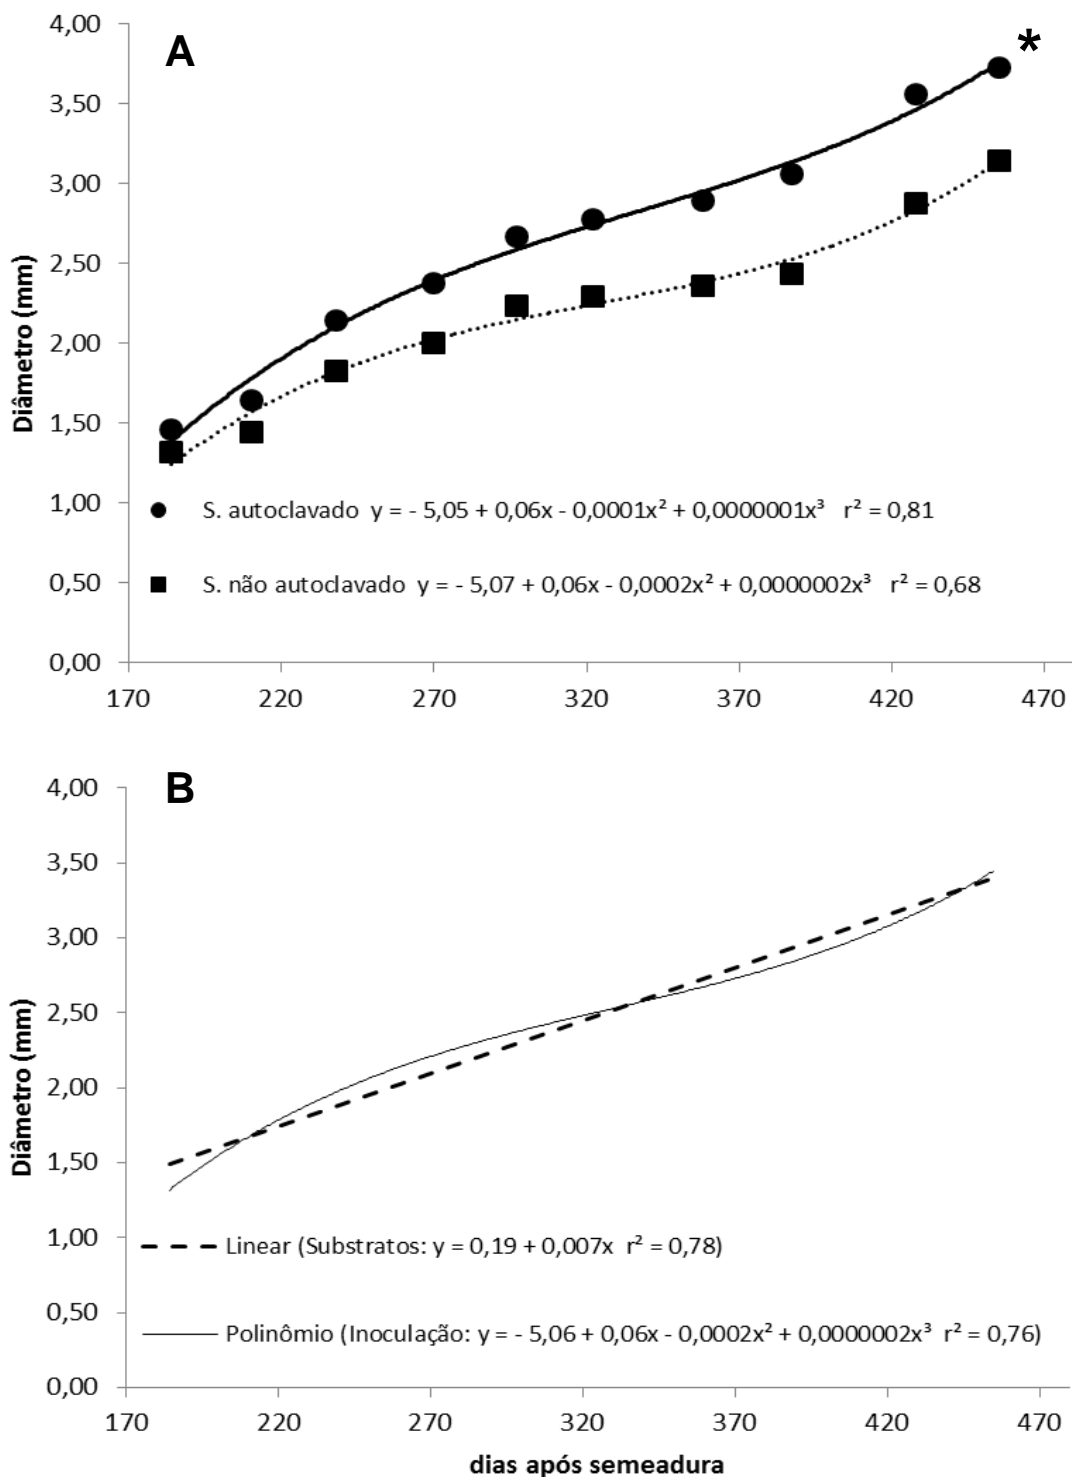 A
*
4,00
3,50
3,00
2,50
2,00
1,50
1,00
0,50
0,00
Diâmetro (mm)
S. autoclavado y = - 5,05 + 0,06x - 0,0001x² + 0,0000001x³ r² = 0,81
S. não autoclavado y = - 5,07 + 0,06x - 0,0002x² + 0,0000002x³ r² = 0,68
170 220 270 320 370 420 470
B
4,00
3,50
3,00
2,50
2,00
1,50
1,00
0,50
0,00
Diâmetro (mm)
Linear (Substratos: y = 0,19 + 0,007x r² = 0,78)
Polinômio (Inoculação: y = - 5,06 + 0,06x - 0,0002x² + 0,0000002x³ r² = 0,76)
170 220 270 320 370 420 470
dias após semeadura